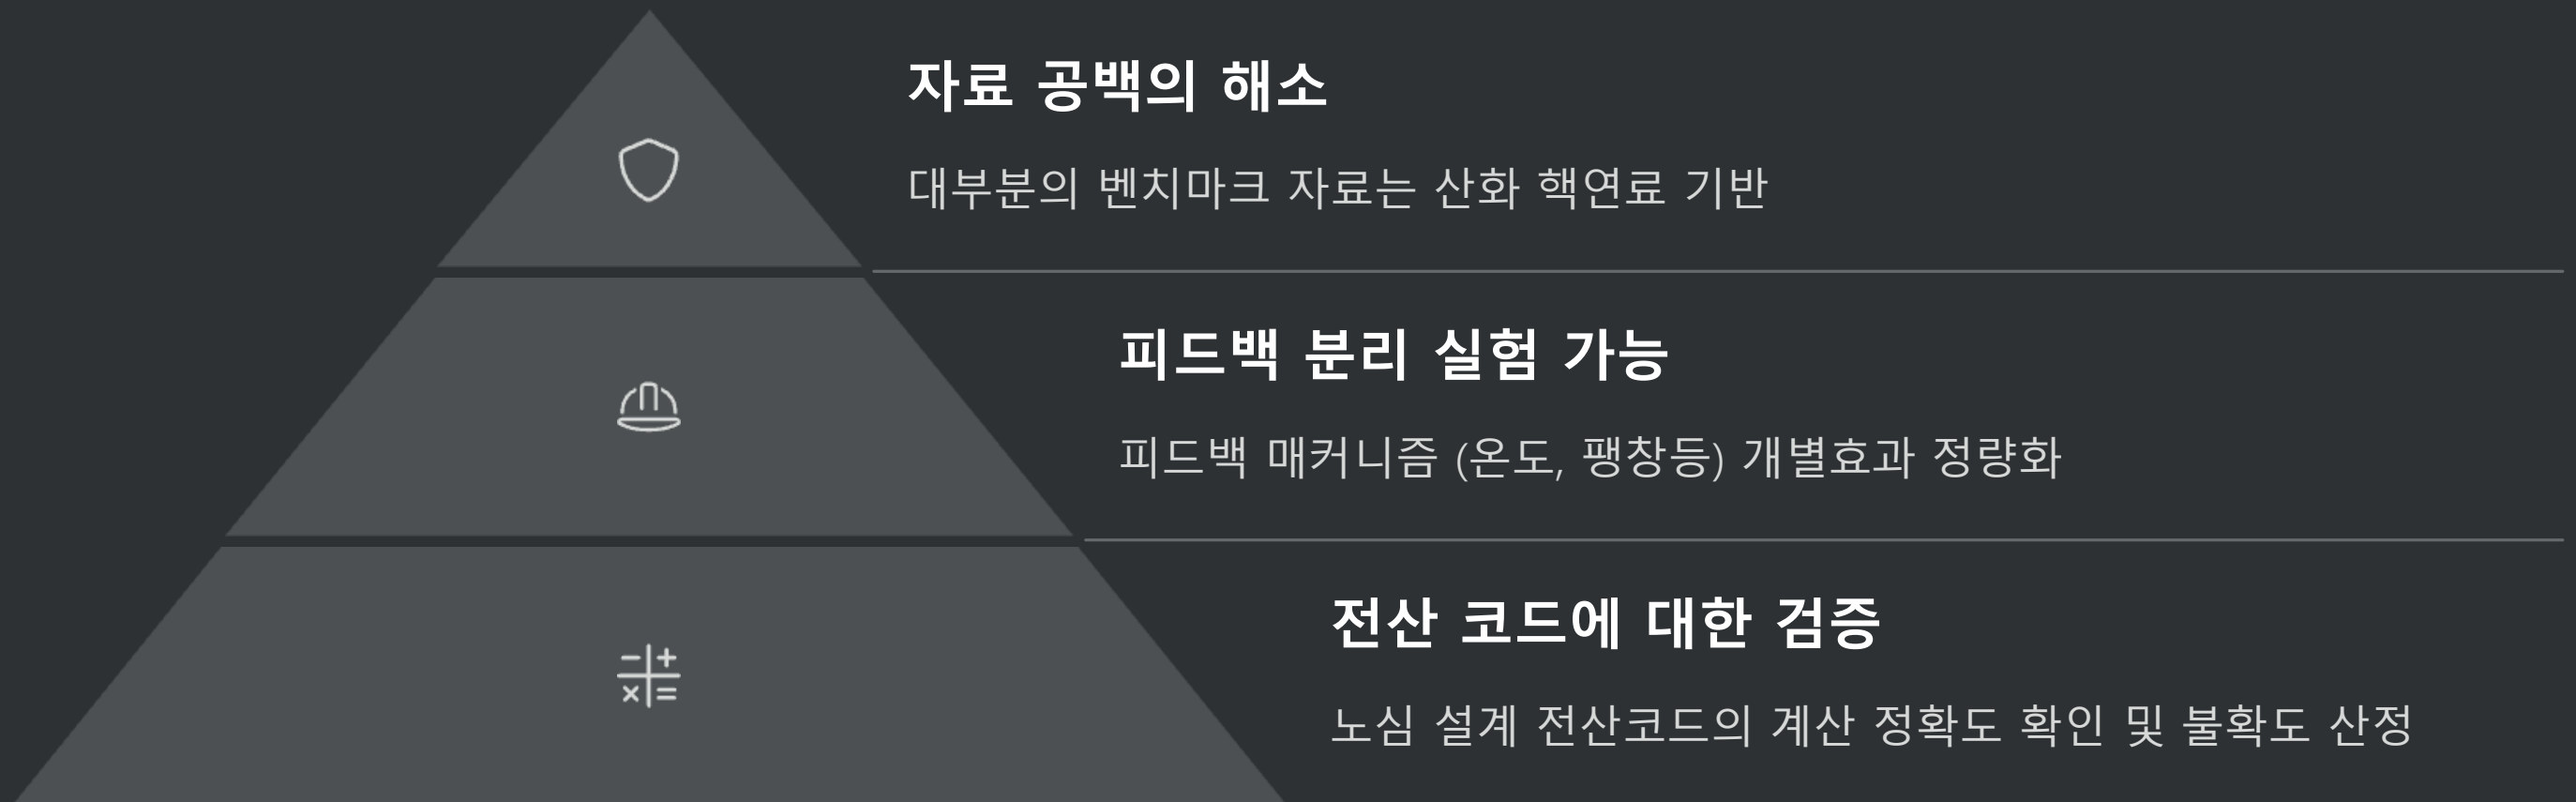 자료 공백의 해소
대부분의 벤치마크 자료는 산화 핵연료 기반
피드백 분리 실험 가능
피드백 매커니즘 (온도, 팽창등) 개별효과 정량화
전산 코드에 대한 검증
노심 설계 전산코드의 계산 정확도 확인 및 불확도 산정